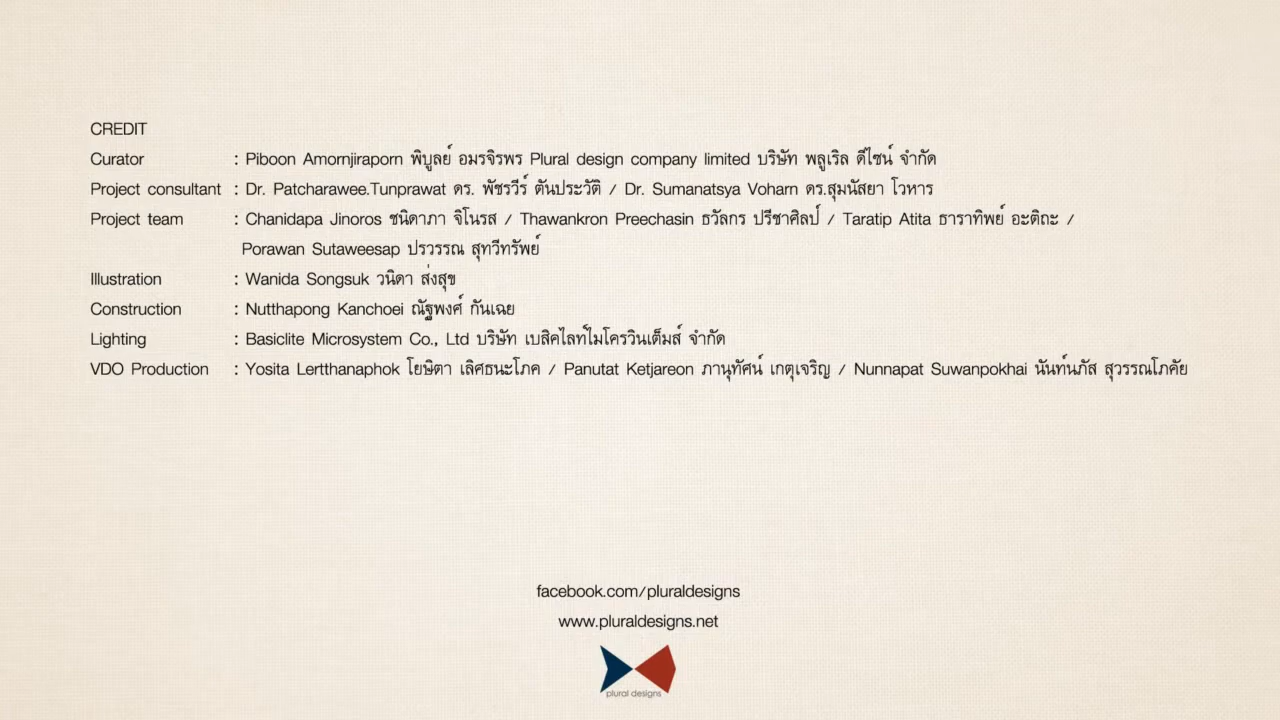 CREDIT
Curator : Piboon Amornjiraporn พิบูลย์ อมรจิรพร Plural design company limited บริษัท พลูเริล ดีไซน์ จำกัด
Project consultant : Dr. Patcharawee.Tunprawat ดร. พัชรวีร์ ตันประวัติ / Dr. Sumanatsya Voharn ดร.สุมนัสยา โวหาร
Project team : Chanidapa Jinoros ชนิดาภา จิโนรส / Thawankron Preechasin ธวัลกร ปรีชาศิลป์ / Taratip Atita ธาราทิพย์ อะติถะ /
Porawan Sutaweesap ปรวรรณ สุทวีทรัพย์
Illustration : Wanida Songsuk วนิดา ส่งสุข
Construction : Nutthapong Kanchoei ณัฐพงศ์ กันเฉย
Lighting : Basiclite Microsystem Co., Ltd บริษัท เบสิคไลท์ไมโครวินเต็มส์ จำกัด
VDO Production : Yosita Lertthanaphok โยษิตา เลิศธนะโภค / Panutat Ketjareon ภานุทัศน์ เกตุเจริญ / Nunnapat Suwanpokhai นันท์นภัส สุวรรณโภคัย
facebook.com/pluraldesigns
www.pluraldesigns.net
plural designs